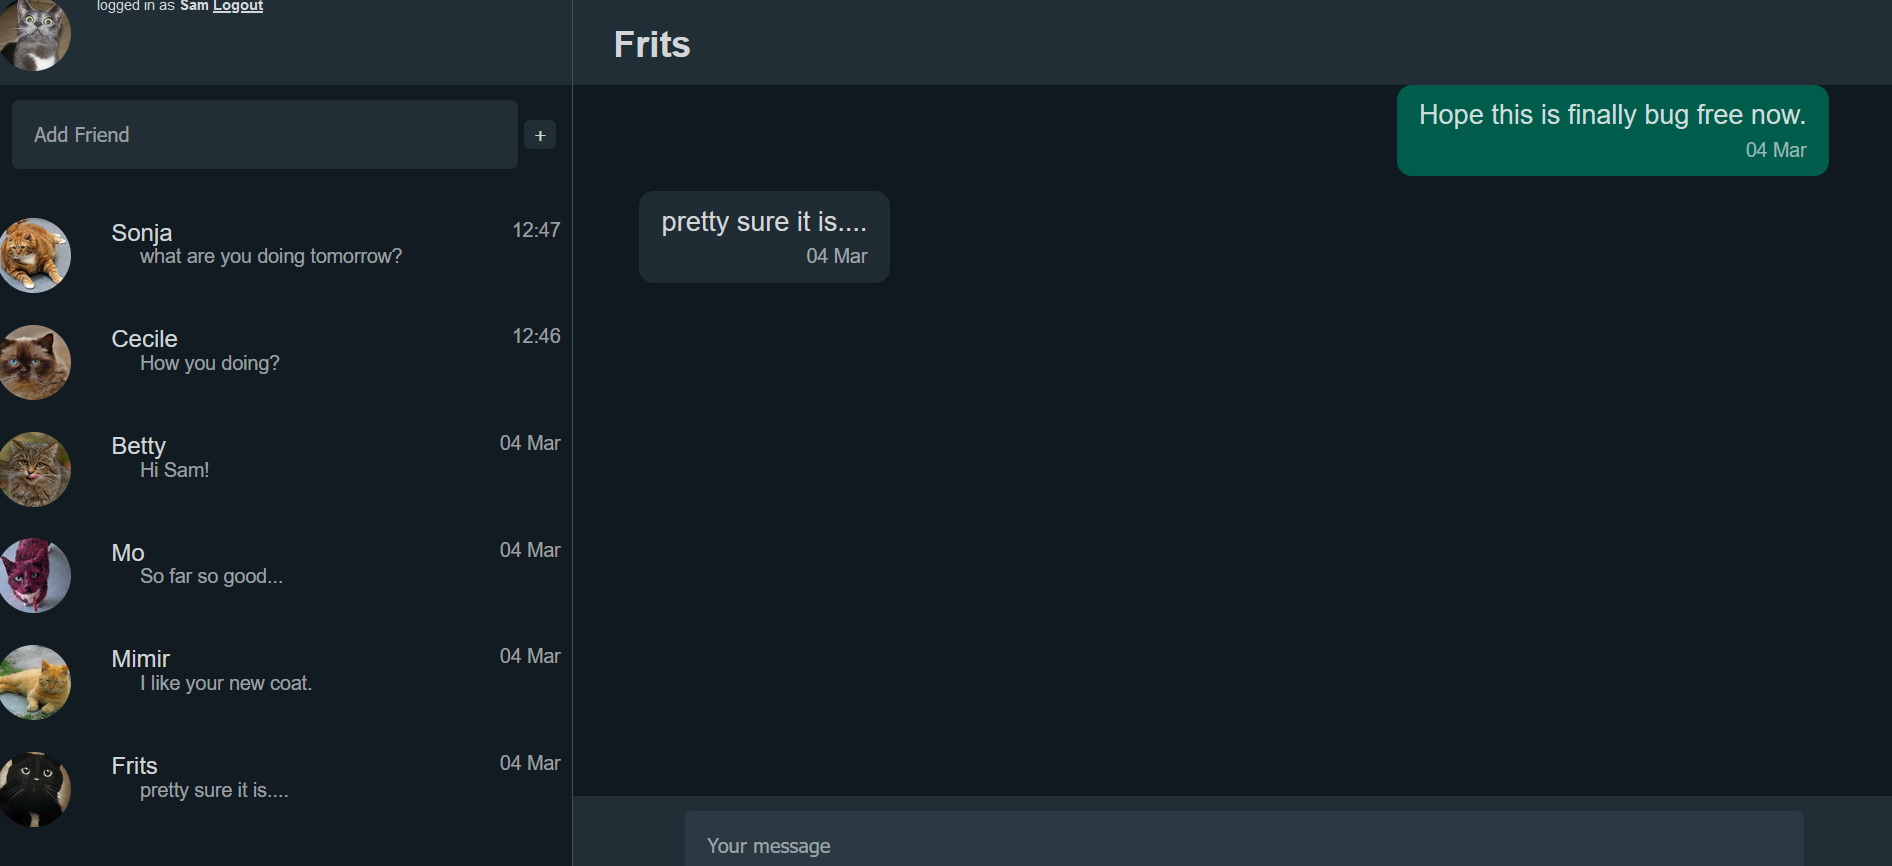 logged in as Sam Logout
Add Friend
+
Sonja
12:47
what are you doing tomorrow?
Cecile
12:46
How you doing?
Betty
04 Mar
Hi Sam!
Mo
04 Mar
So far so good...
Mimir
04 Mar
I like your new coat.
Frits
04 Mar
pretty sure it is....
Frits
Hope this is finally bug free now.
04 Mar
pretty sure it is....
04 Mar
Your message